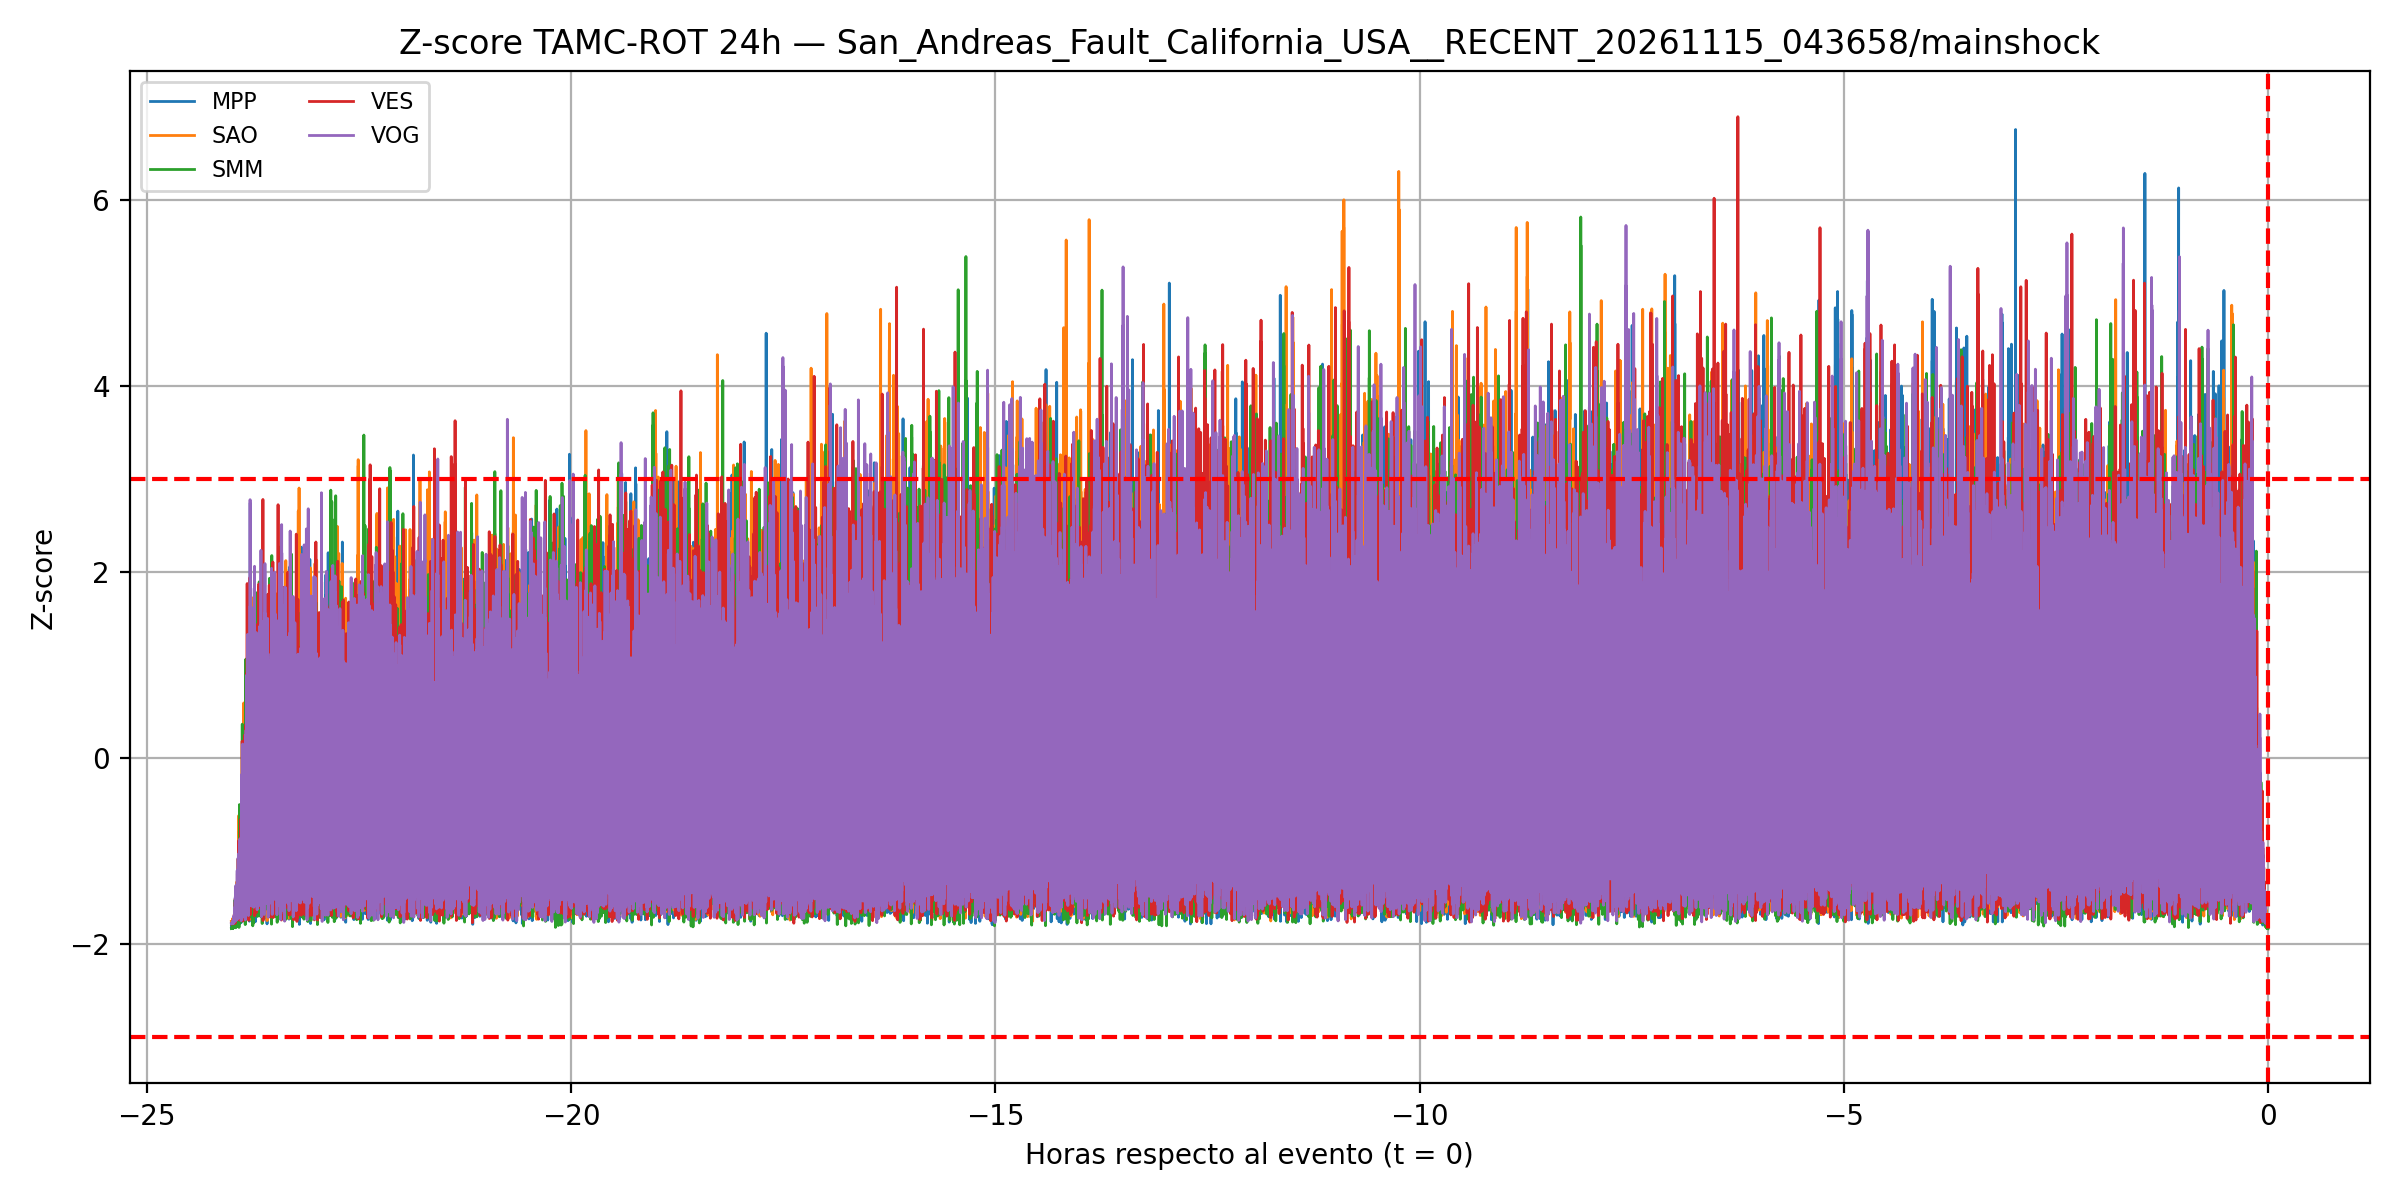 Z-score TAMC-ROT 24h — San_Andreas_Fault_California_USA__RECENT_20261115_043658/mainshock
MPP
SAO
SMM
VES
VOG
Z-score
6
4
2
0
−2
−25
−20
−15
−10
−5
0
Horas respecto al evento (t = 0)